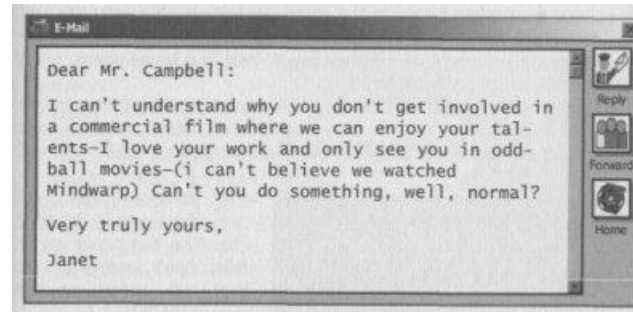 E-Mail
Dear Mr. Campbell:
I can't understand why you don't get involved in
a commercial film where we can enjoy your tal-
ents—I love your work and only see you in odd-
ball movies—(i can't believe we watched
Mindwarp) Can't you do something, well, normal?
Very truly yours,
Janet
Reply
Forward
Home